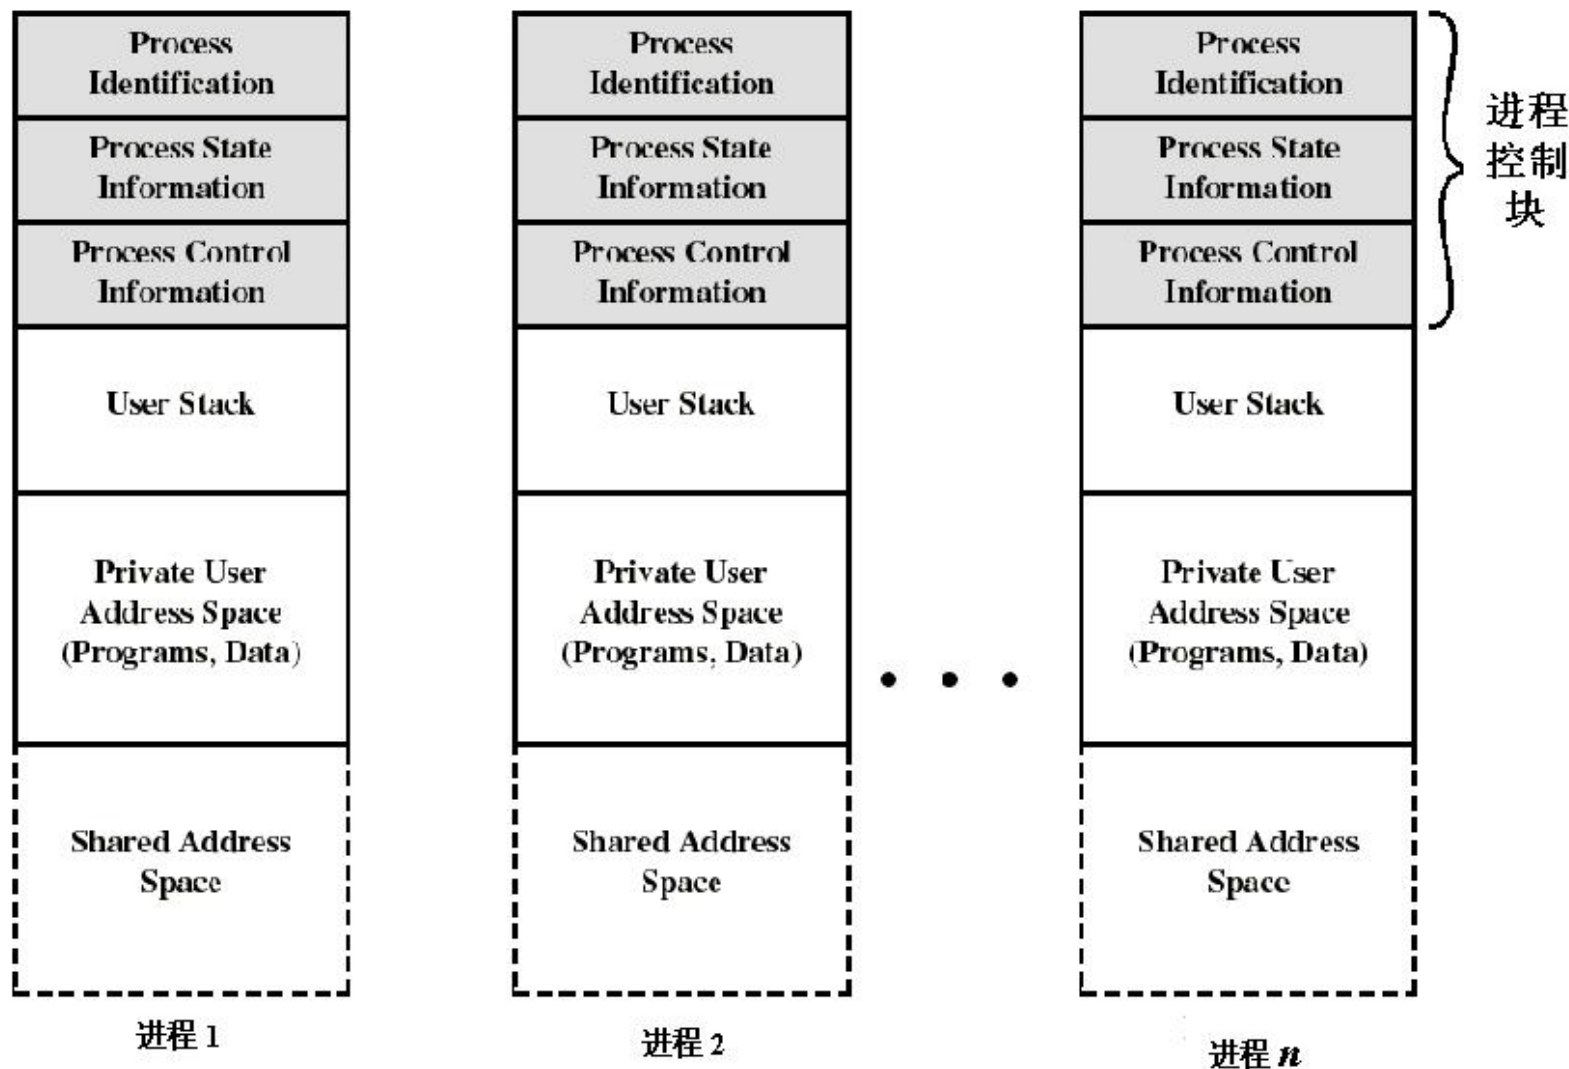 Process
Identification
Process State
Information
Process Control
Information
User Stack
Private User
Address Space
(Programs, Data)
Shared Address
Space
进程 1
Process
Identification
Process State
Information
Process Control
Information
User Stack
Private User
Address Space
(Programs, Data)
Shared Address
Space
进程 2
• • •
Process
Identification
Process State
Information
Process Control
Information
User Stack
Private User
Address Space
(Programs, Data)
Shared Address
Space
进程 n
进程
控制
块